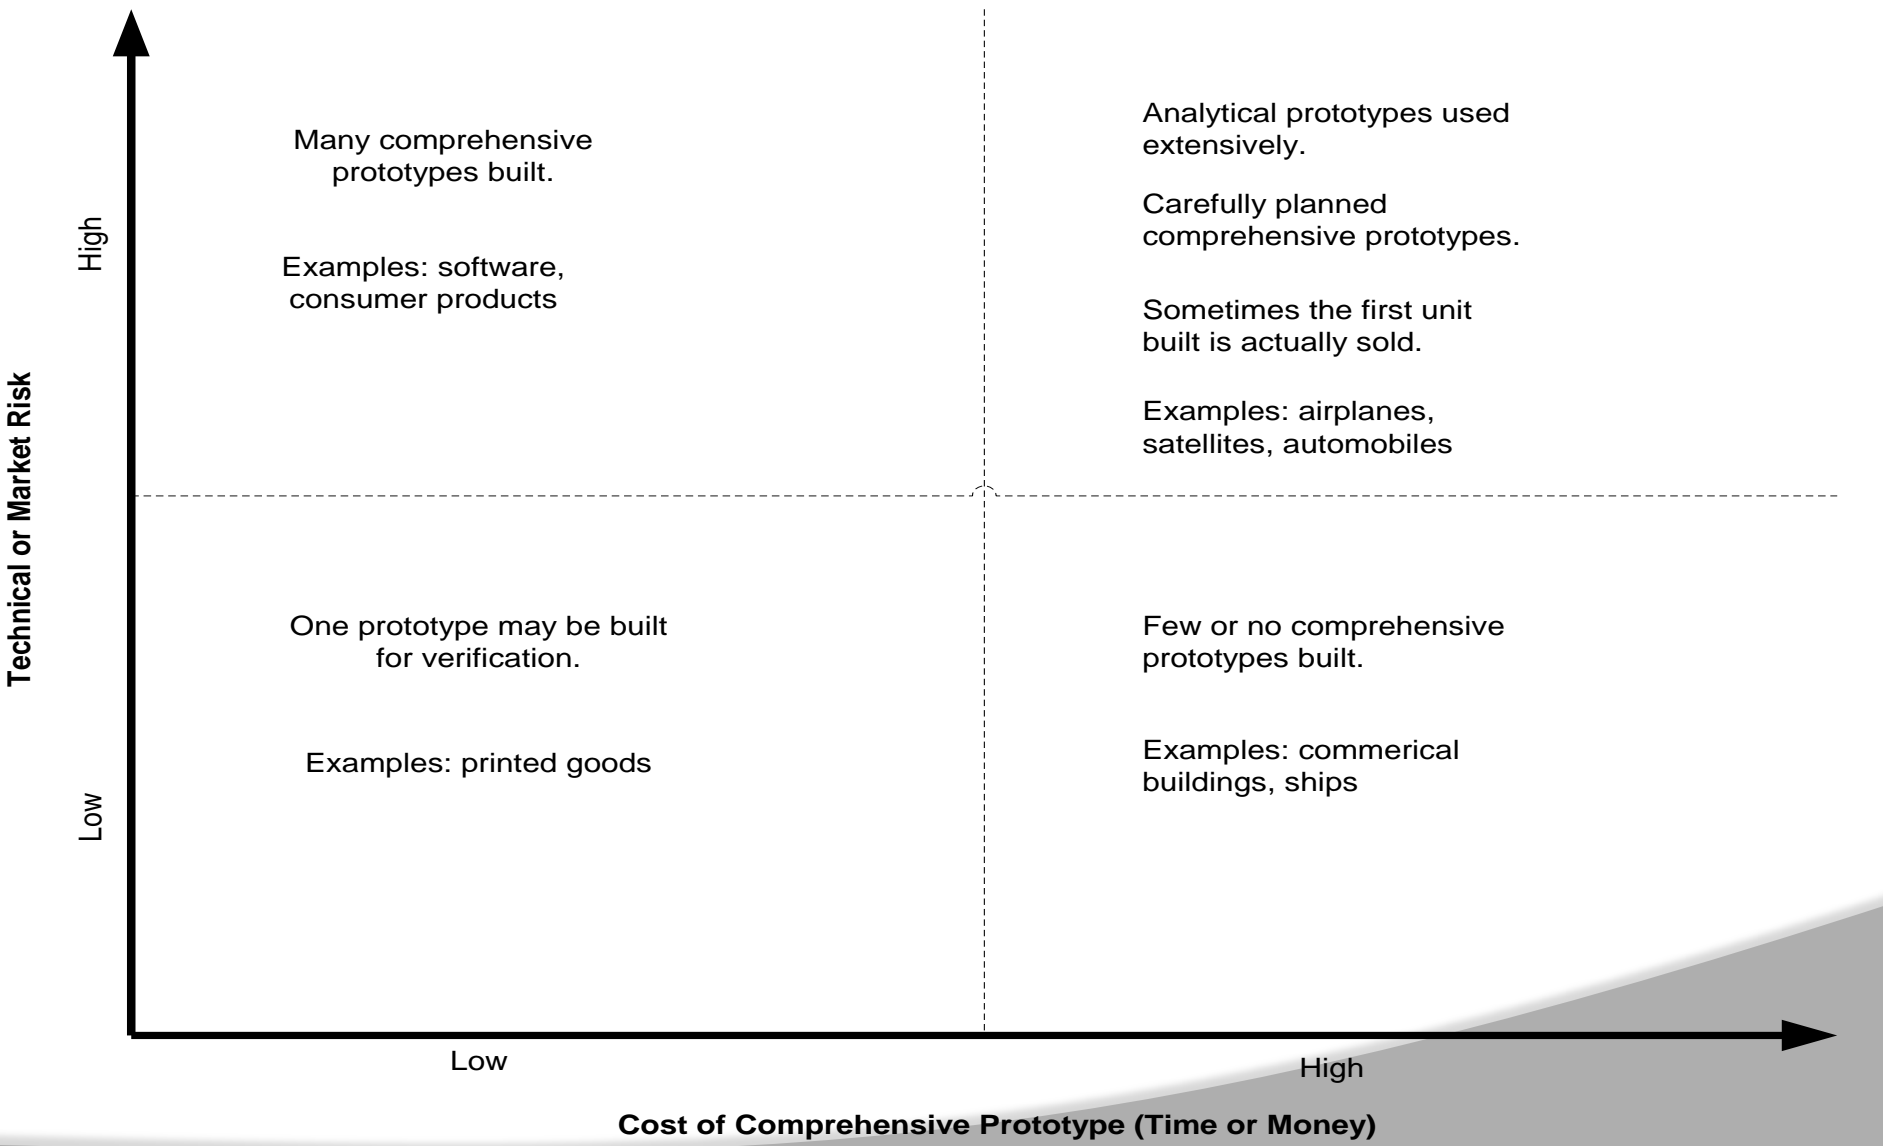 Many comprehensive
prototypes built.
Examples: software,
consumer products
Analytical prototypes used
extensively.
Carefully planned
comprehensive prototypes.
Sometimes the first unit
built is actually sold.
Examples: airplanes,
satellites, automobiles
High
Technical or Market Risk
Low
One prototype may be built
for verification.
Examples: printed goods
Few or no comprehensive
prototypes built.
Examples: commerical
buildings, ships
Low
High
Cost of Comprehensive Prototype (Time or Money)